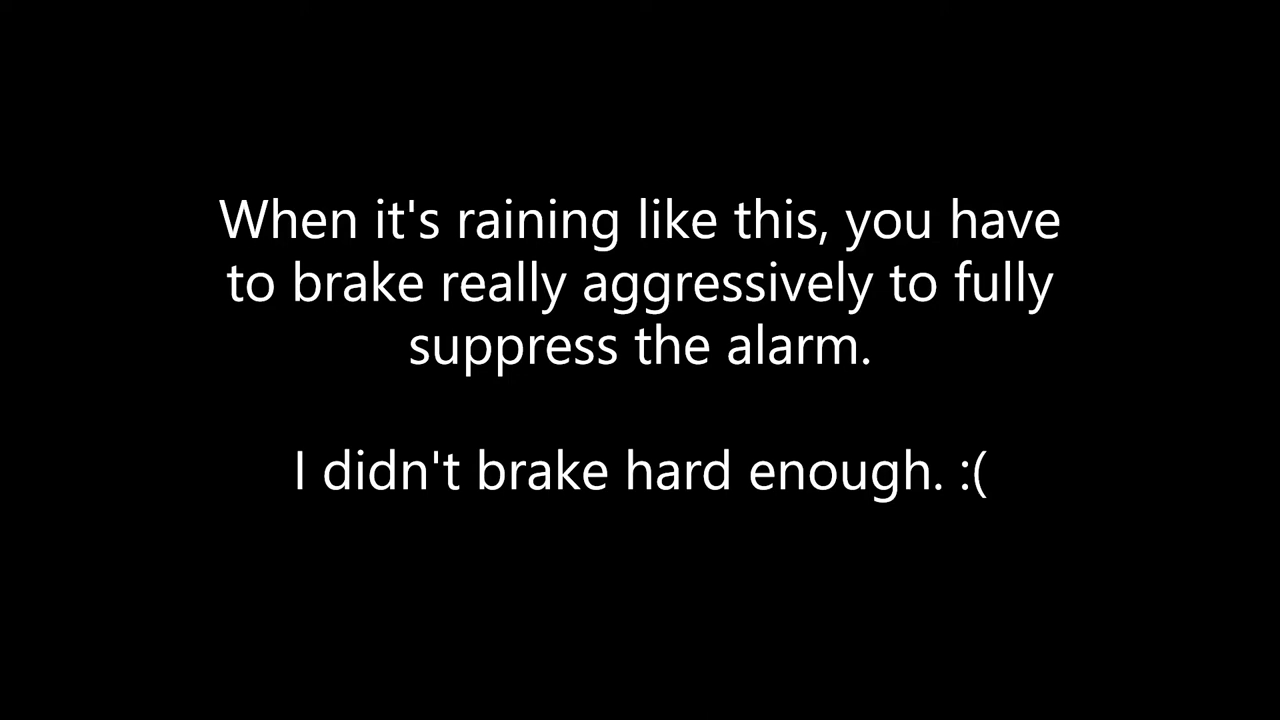 When it's raining like this, you have
to brake really aggressively to fully
suppress the alarm.
I didn't brake hard enough. :(